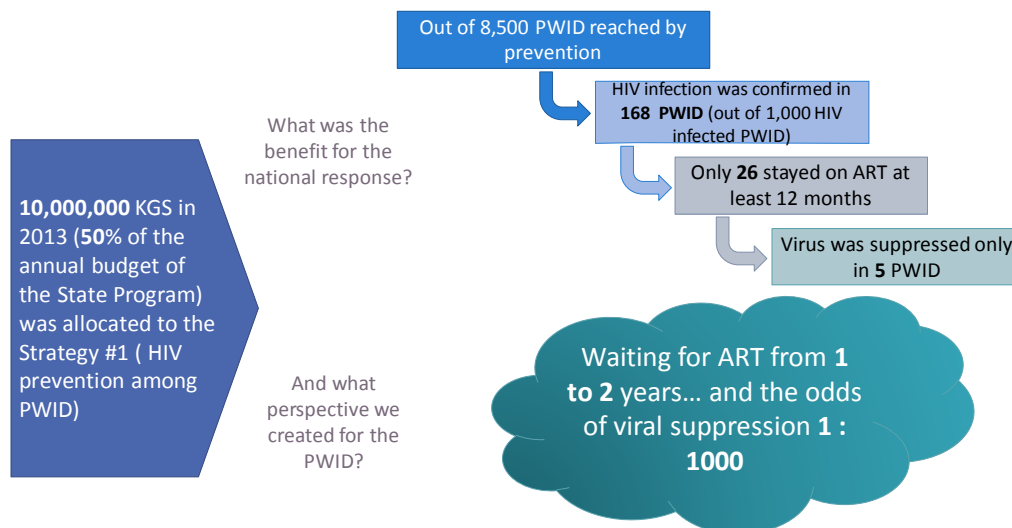 10,000,000 KGS in
2013 (50% of the
annual budget of
the State Program)
was allocated to the
Strategy #1 ( HIV
prevention among
PWID)
What was the
benefit for the
national response?
And what
perspective we
created for the
PWID?
Out of 8,500 PWID reached by
prevention
HIV infection was confirmed in
168 PWID (out of 1,000 HIV
infected PWID)
Only 26 stayed on ART at
least 12 months
Virus was suppressed only
in 5 PWID
Waiting for ART from 1
to 2 years... and the odds
of viral suppression 1 :
1000